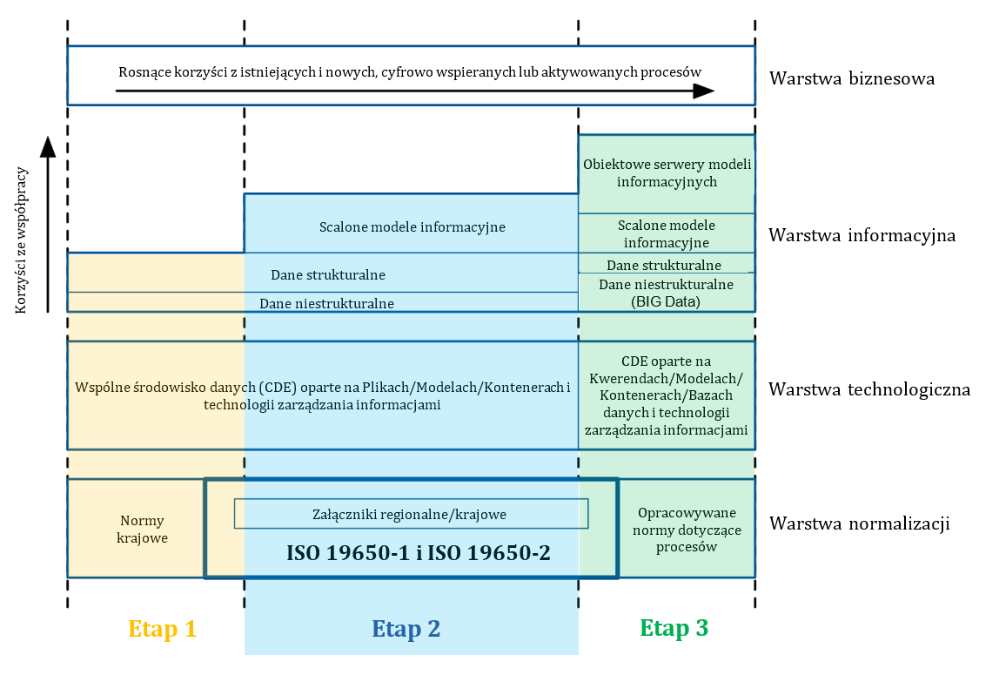 Rosnące korzyści z istniejących i nowych, cyfrowo wspieranych lub aktywowanych procesów
Warstwa biznesowa
Korzyści ze współpracy
Obiektowe serwery modeli
informacyjnych
Scalone modele informacyjne
Scalone modele
informacyjne
Warstwa informacyjna
Dane strukturalne
Dane strukturalne
Dane niestrukturalne
Dane niestrukturalne
(BIG Data)
Wspólne środowisko danych (CDE) oparte na Plikach/Modelach/Kontenerach i
technologii zarządzania informacjami
CDE oparte na
Kwerendach/Modelach/
Kontenerach/Bazach
danych i technologii
zarządzania informacjami
Warstwa technologiczna
Normy
krajowe
Załączniki regionalne/krajowe
ISO 19650-1 i ISO 19650-2
Opracowywane
normy dotyczące
procesów
Warstwa normalizacji
Etap 1
Etap 2
Etap 3